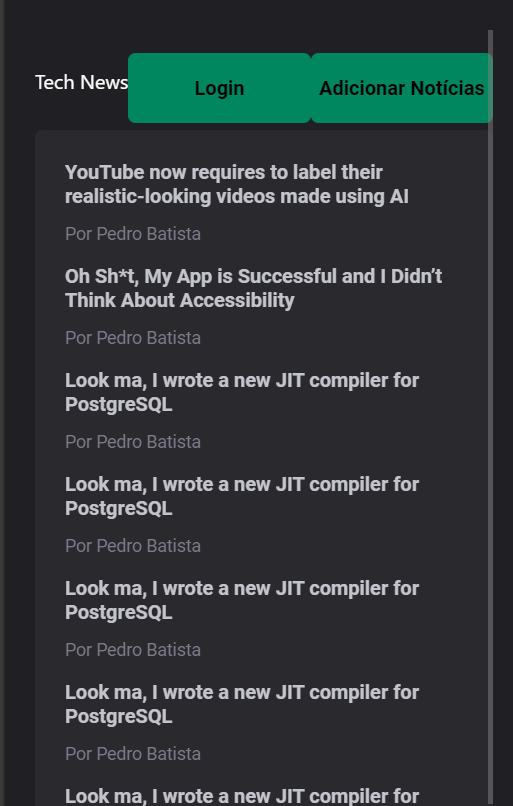 Tech News Login Adicionar Notícias
YouTube now requires to label their
realistic-looking videos made using AI
Por Pedro Batista
Oh Sh*t, My App is Successful and I Didn’t
Think About Accessibility
Por Pedro Batista
Look ma, I wrote a new JIT compiler for
PostgreSQL
Por Pedro Batista
Look ma, I wrote a new JIT compiler for
PostgreSQL
Por Pedro Batista
Look ma, I wrote a new JIT compiler for
PostgreSQL
Por Pedro Batista
Look ma, I wrote a new JIT compiler for
PostgreSQL
Por Pedro Batista
Look ma, I wrote a new JIT compiler for